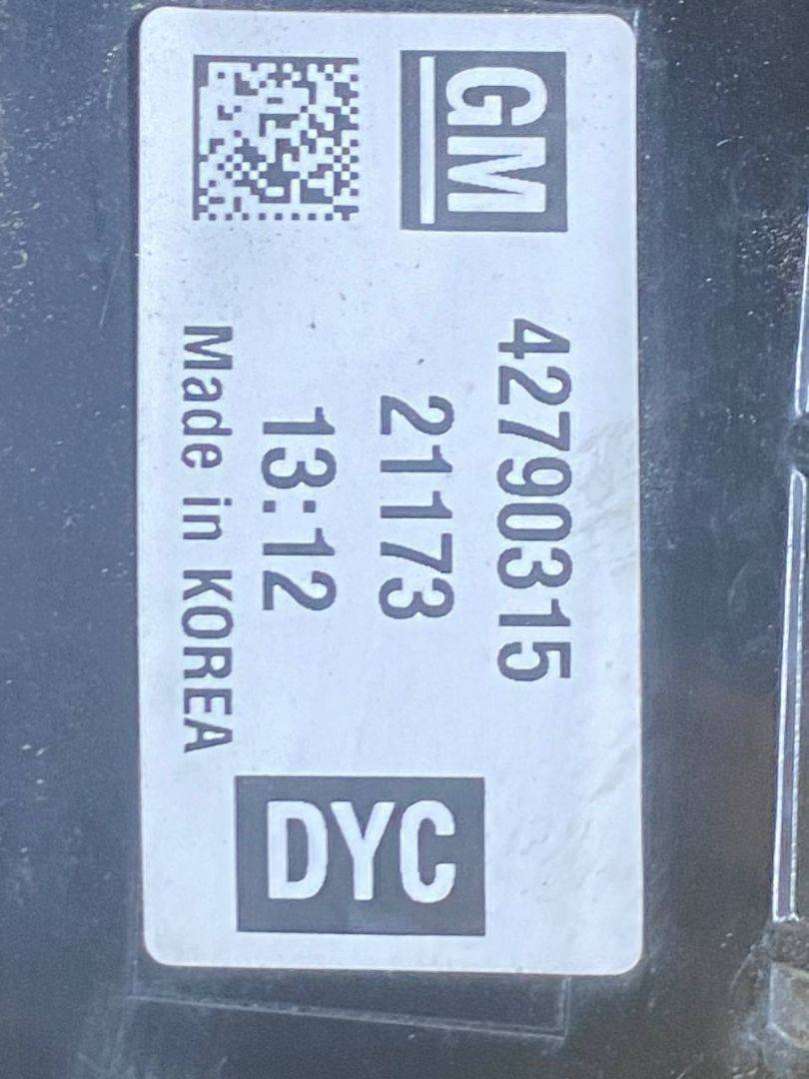 GM
42790315
21173
13:12
Made in KOREA
DYC